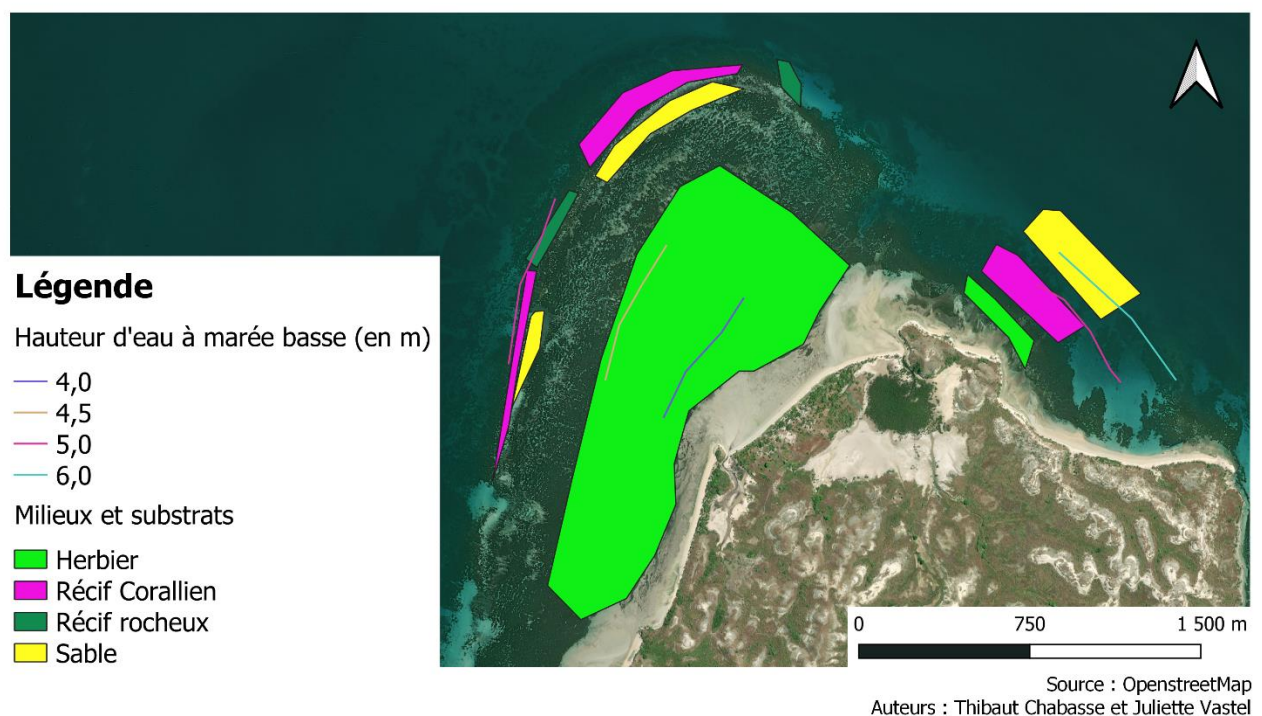 Légende
Hauteur d'eau à marée basse (en m)
4,0
4,5
5,0
6,0
Milieux et substrats
Herbier
Récif Corallien
Récif rocheux
Sable
0 750 1 500 m
Source : OpenstreetMap
Auteurs : Thibaut Chabasse et Juliette Vastel